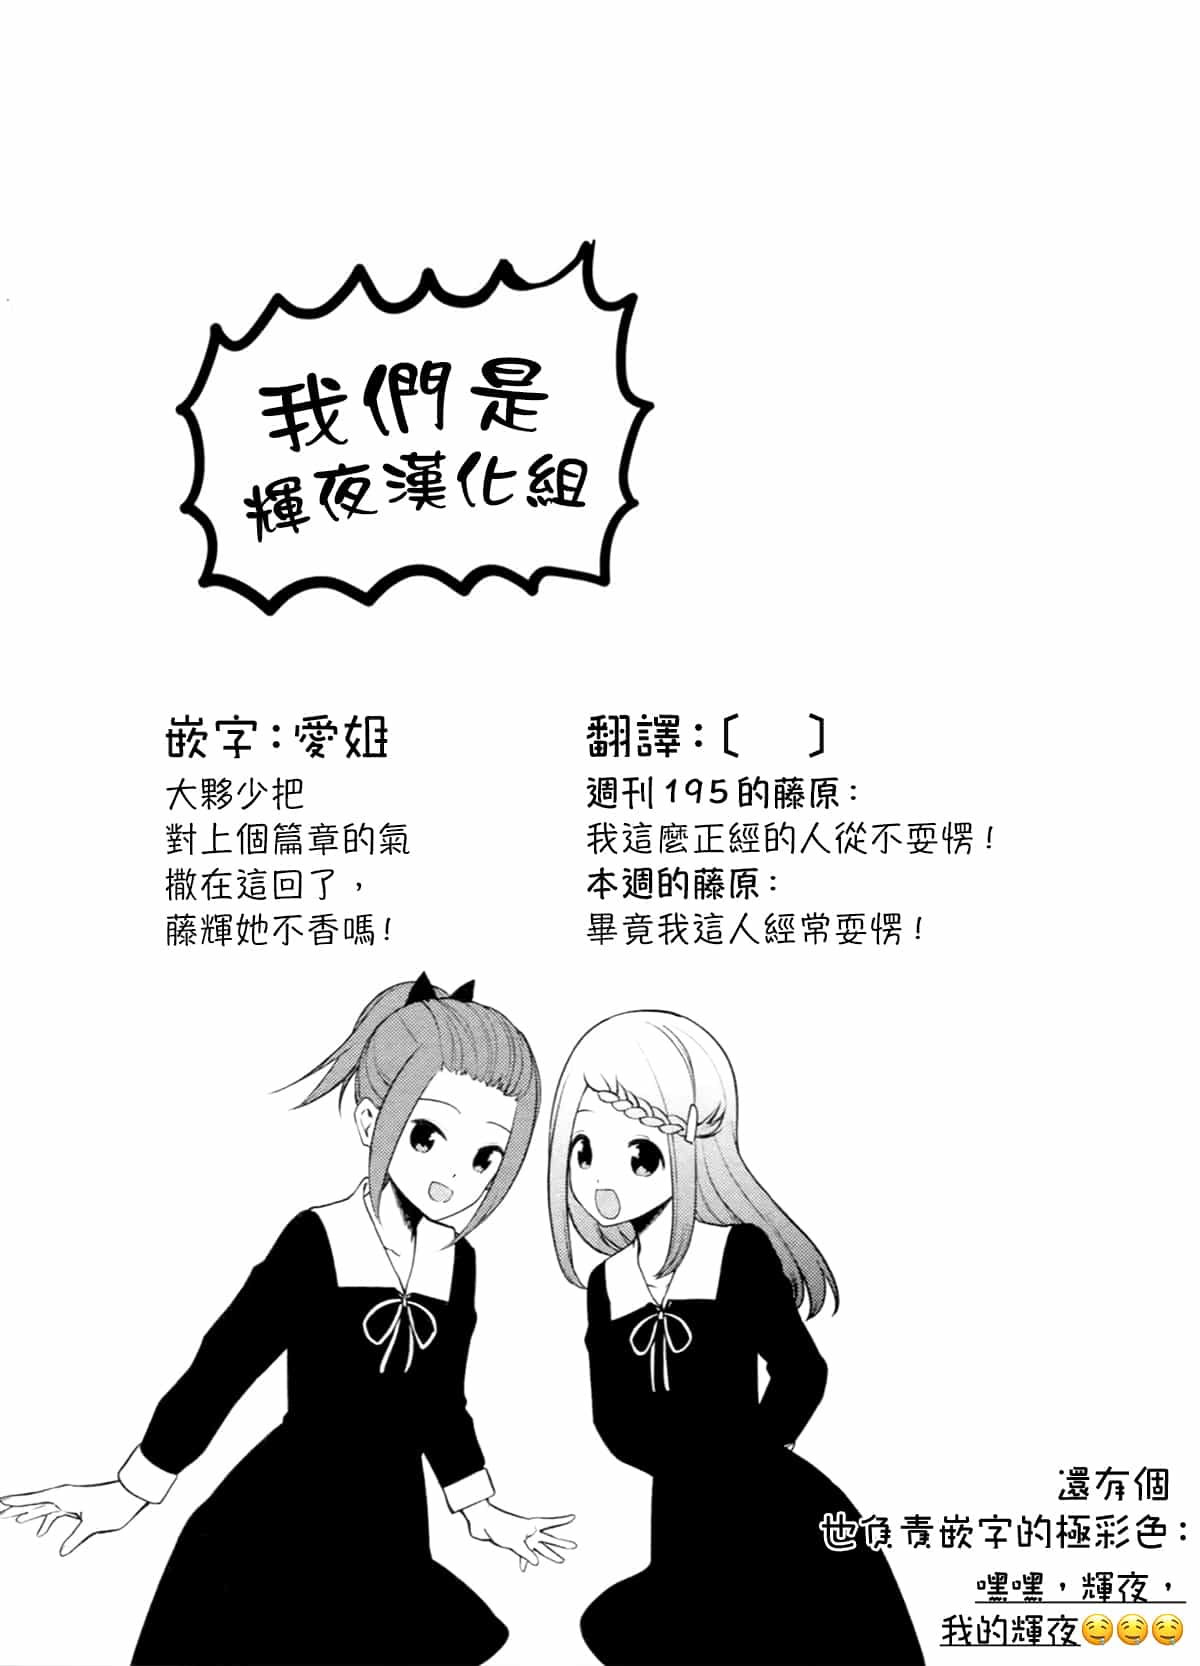 我們是
輝夜漢化組
嵌字：愛姐
大夥少把
對上個篇章的氣
撒在這回了，
藤輝她不香嗎！
翻譯：〔　〕
週刊195的藤原：
我這麼正經的人從不耍愣！
本週的藤原：
畢竟我這人經常耍愣！
還有個
也負責嵌字的極彩色：
嘿嘿，輝夜，
我的輝夜🤤🤤🤤